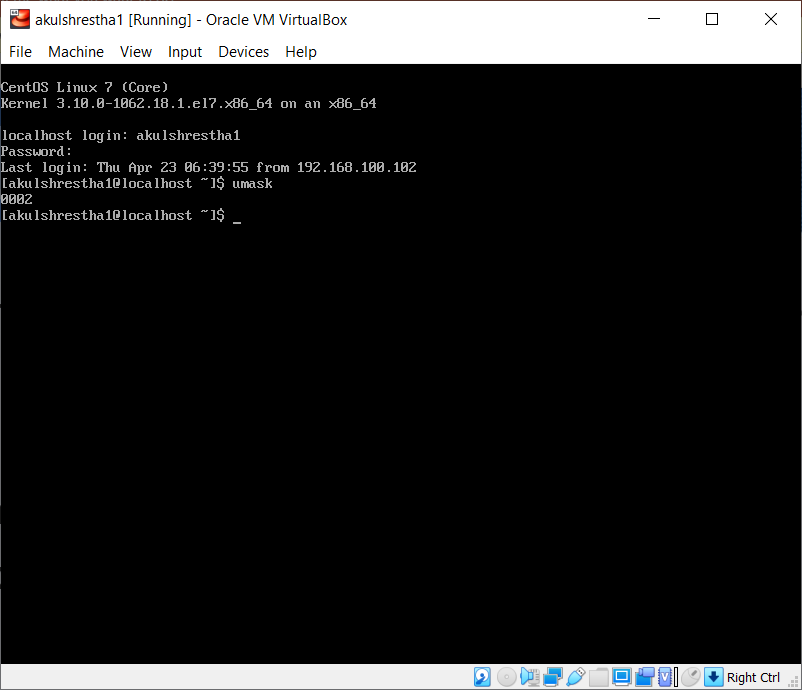 akulshrestha1 [Running] - Oracle VM VirtualBox
File Machine View Input Devices Help
CentOS Linux 7 (Core)
Kernel 3.10.0-1062.18.1.el7.x86_64 on an x86_64
localhost login: akulshrestha1
Password:
Last login: Thu Apr 23 06:39:55 from 192.168.100.102
[akulshrestha1@localhost ~]$ umask
0002
[akulshrestha1@localhost ~]$ _
Right Ctrl